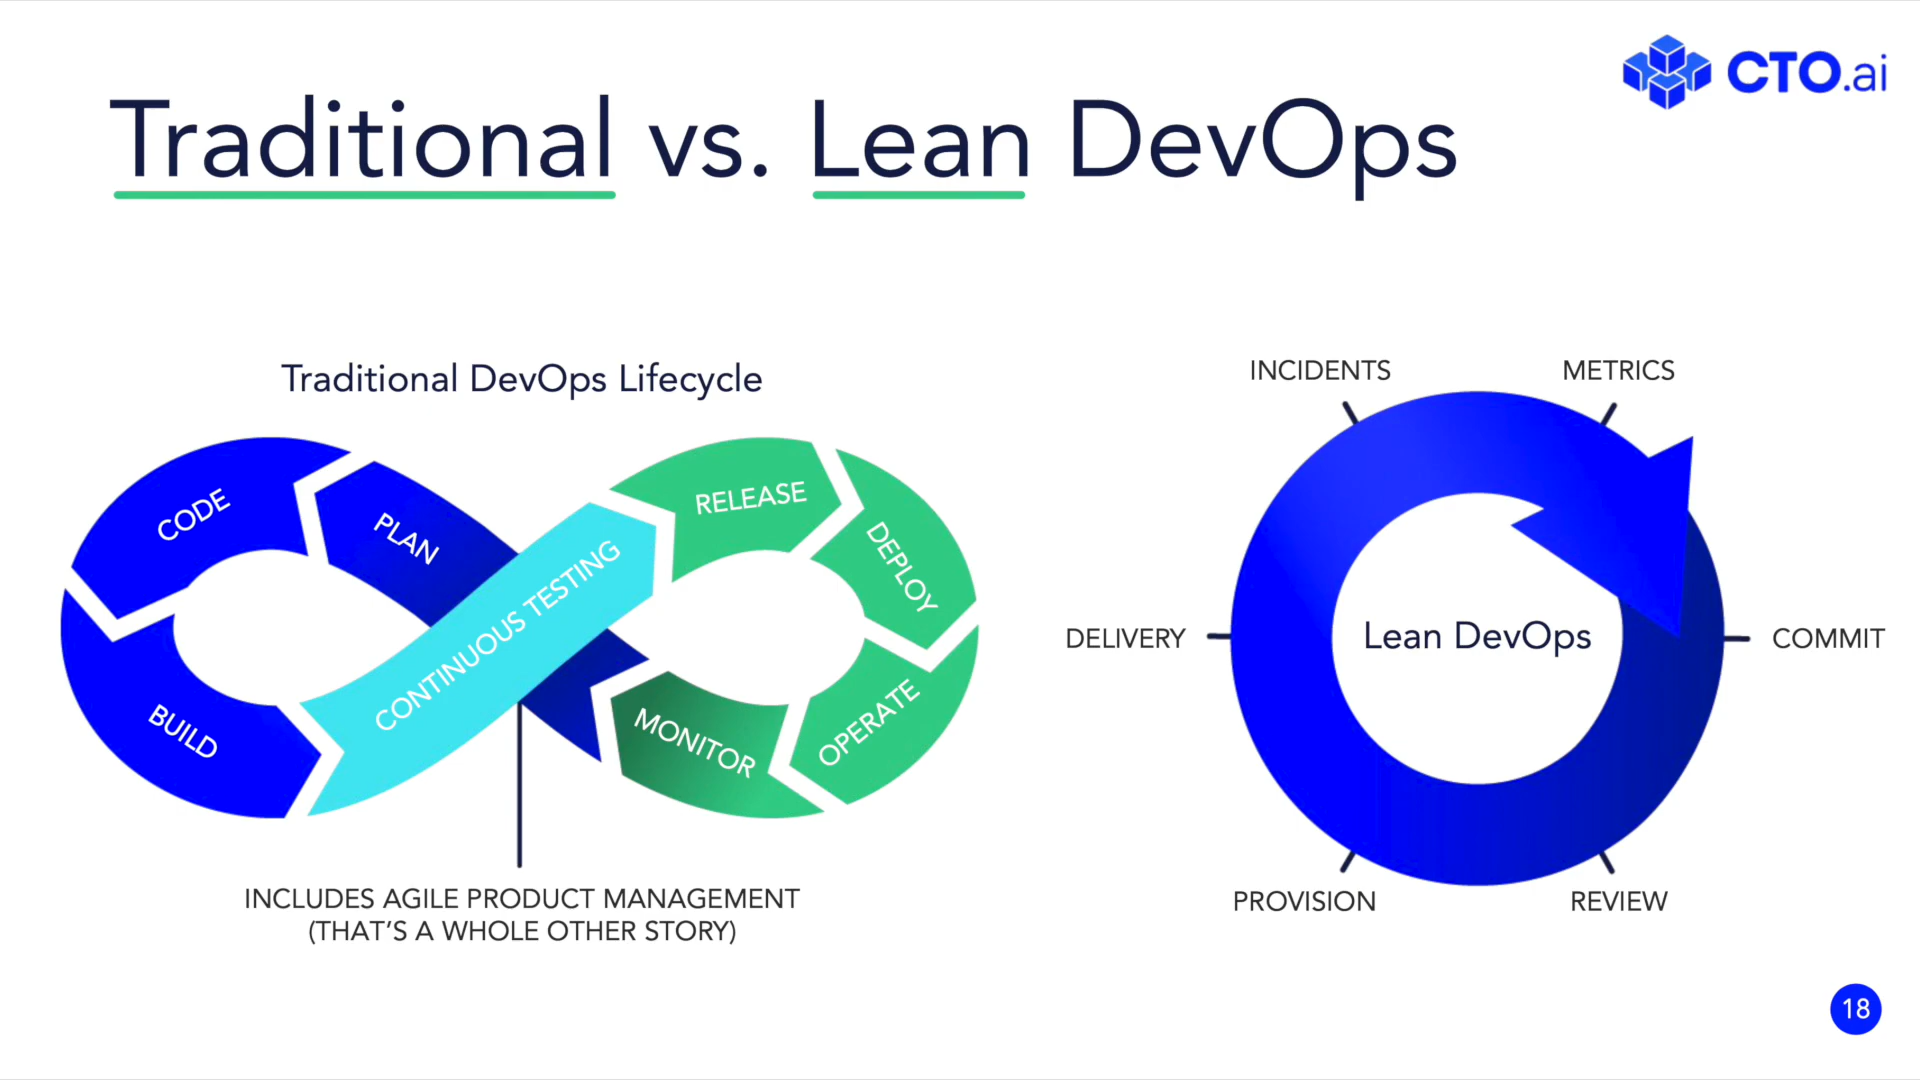 CTO.ai
Traditional vs. Lean DevOps
Traditional DevOps Lifecycle
CODE
PLAN
BUILD
CONTINUOUS TESTING
RELEASE
DEPLOY
OPERATE
MONITOR
INCLUDES AGILE PRODUCT MANAGEMENT
(THAT'S A WHOLE OTHER STORY)
INCIDENTS
METRICS
DELIVERY
Lean DevOps
COMMIT
PROVISION
REVIEW
18